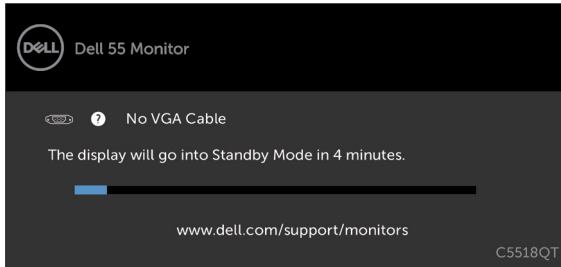 DELL
Dell 55 Monitor
? No VGA Cable
The display will go into Standby Mode in 4 minutes.
www.dell.com/support/monitors
C5518QT